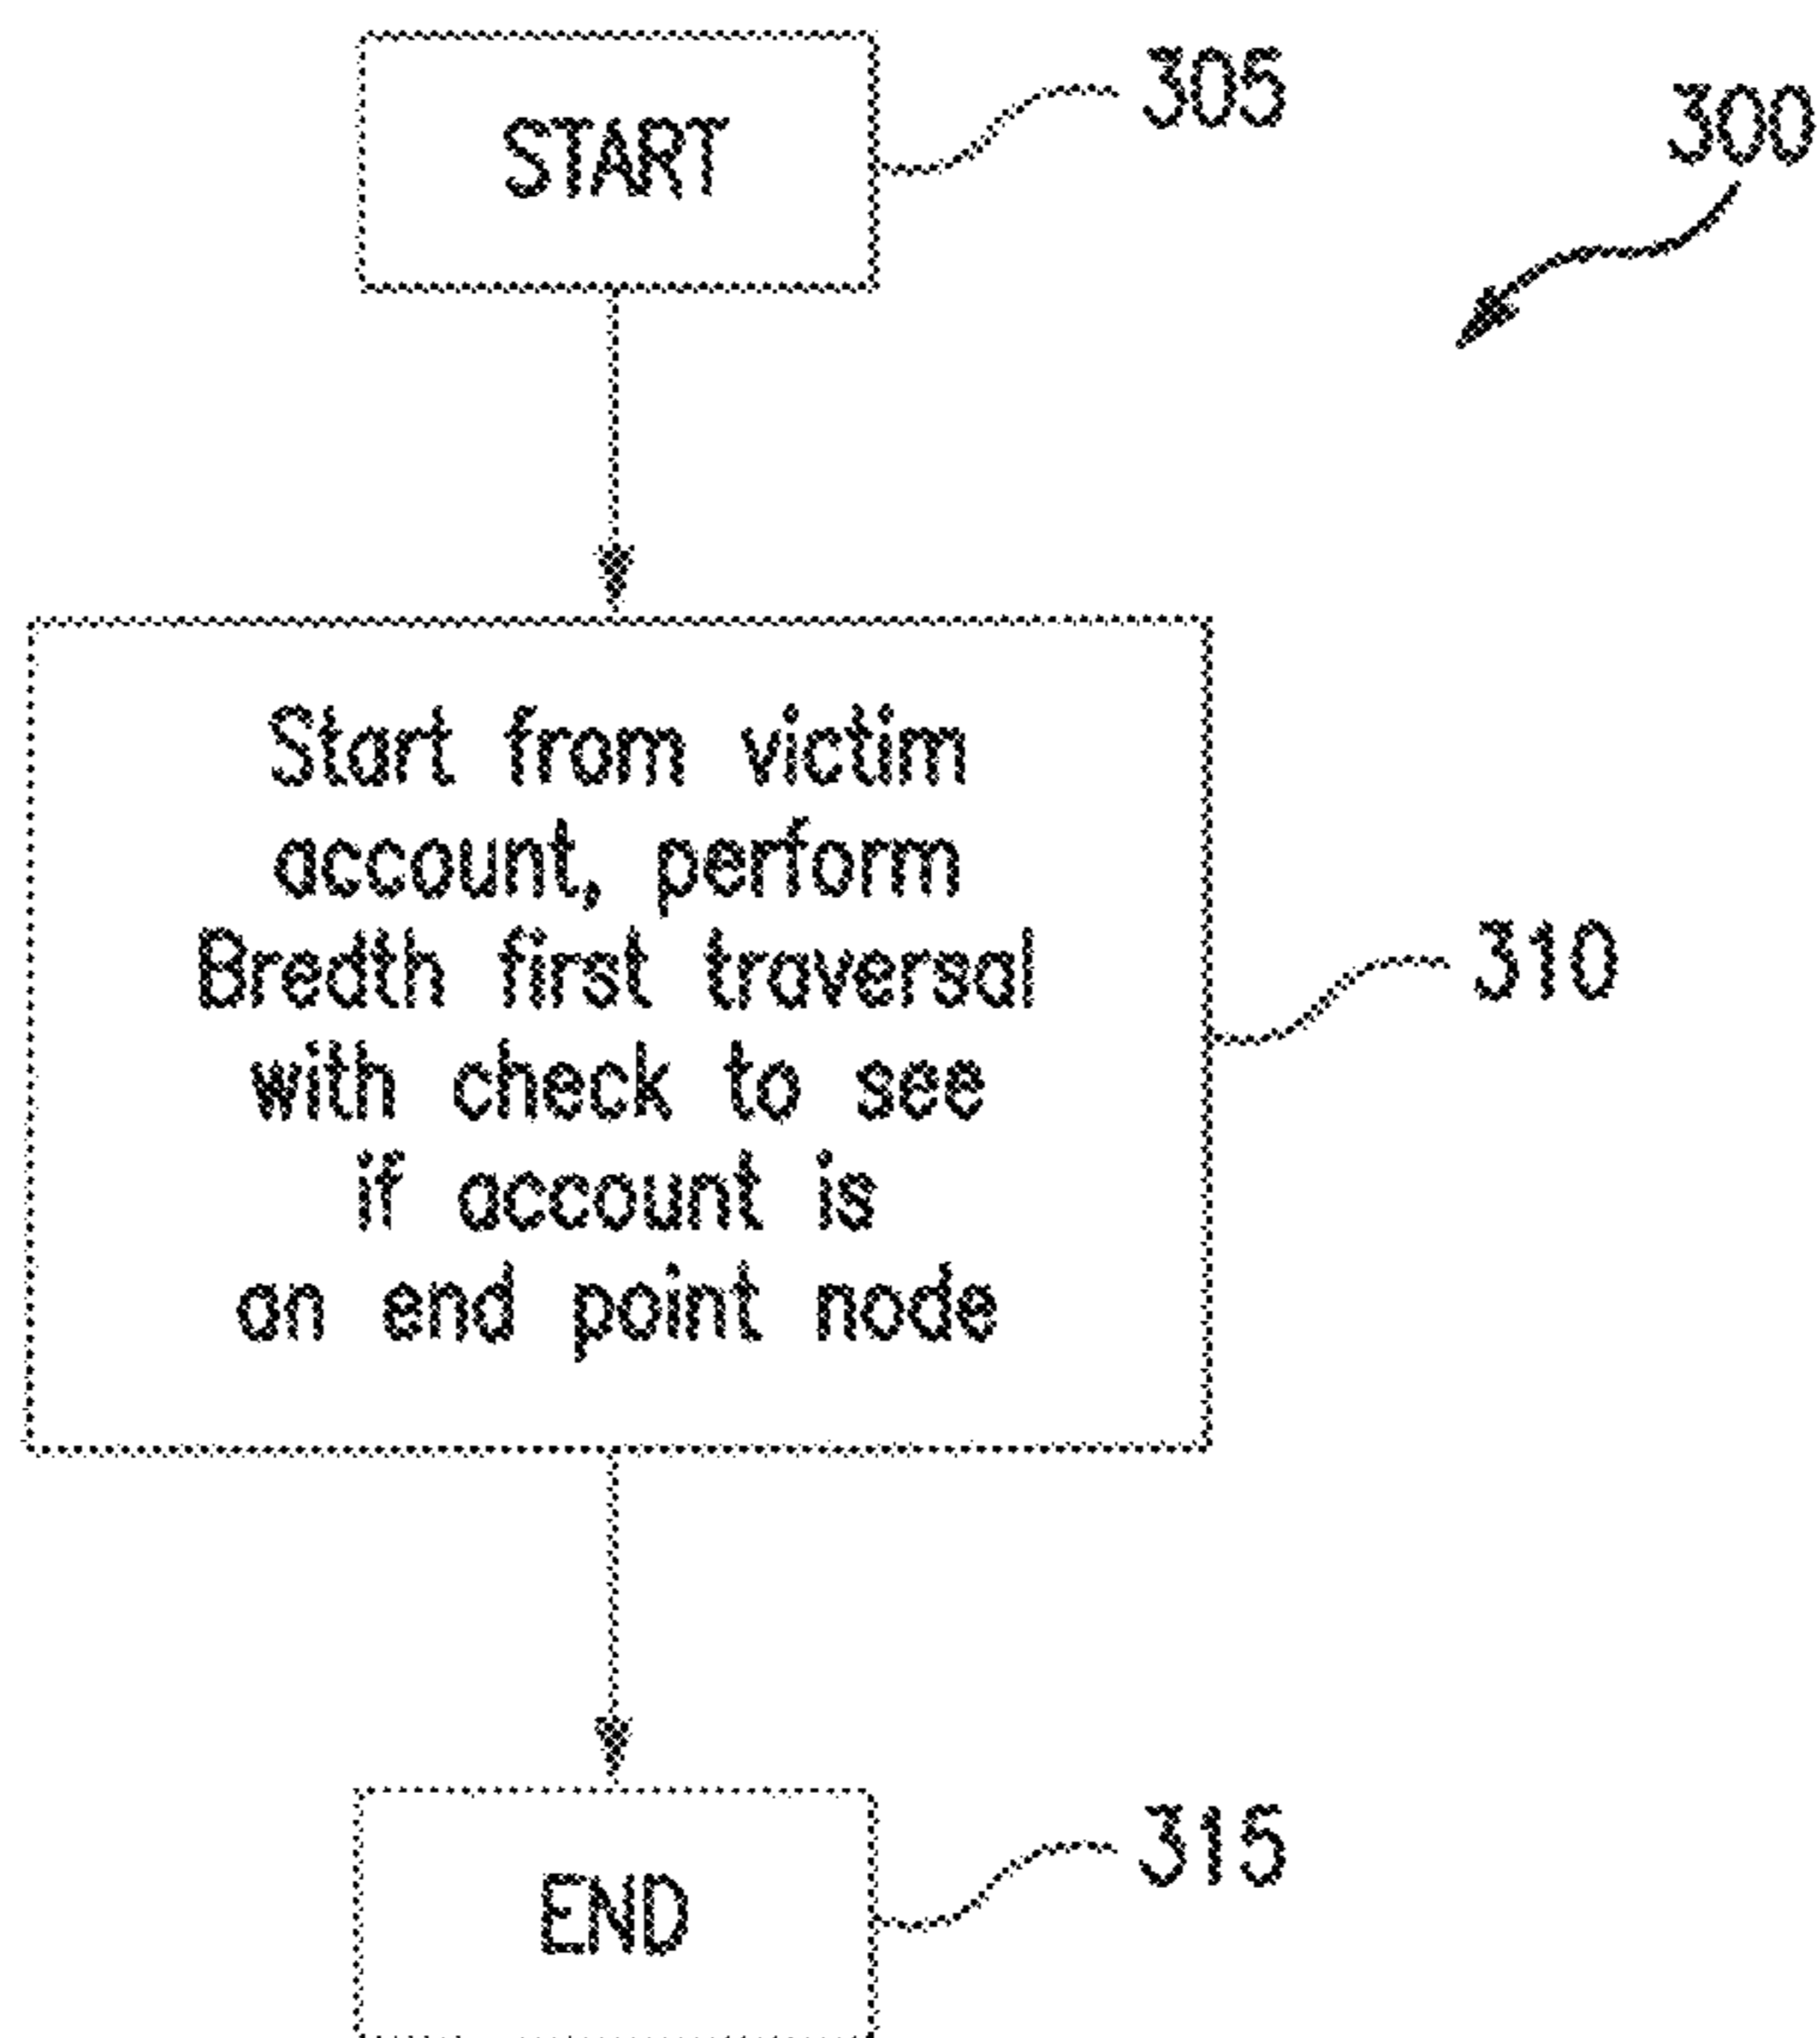 START
305
300
Start from victim
account, perform
Bredth first traversal
with check to see
if account is
an end point node
310
END
315